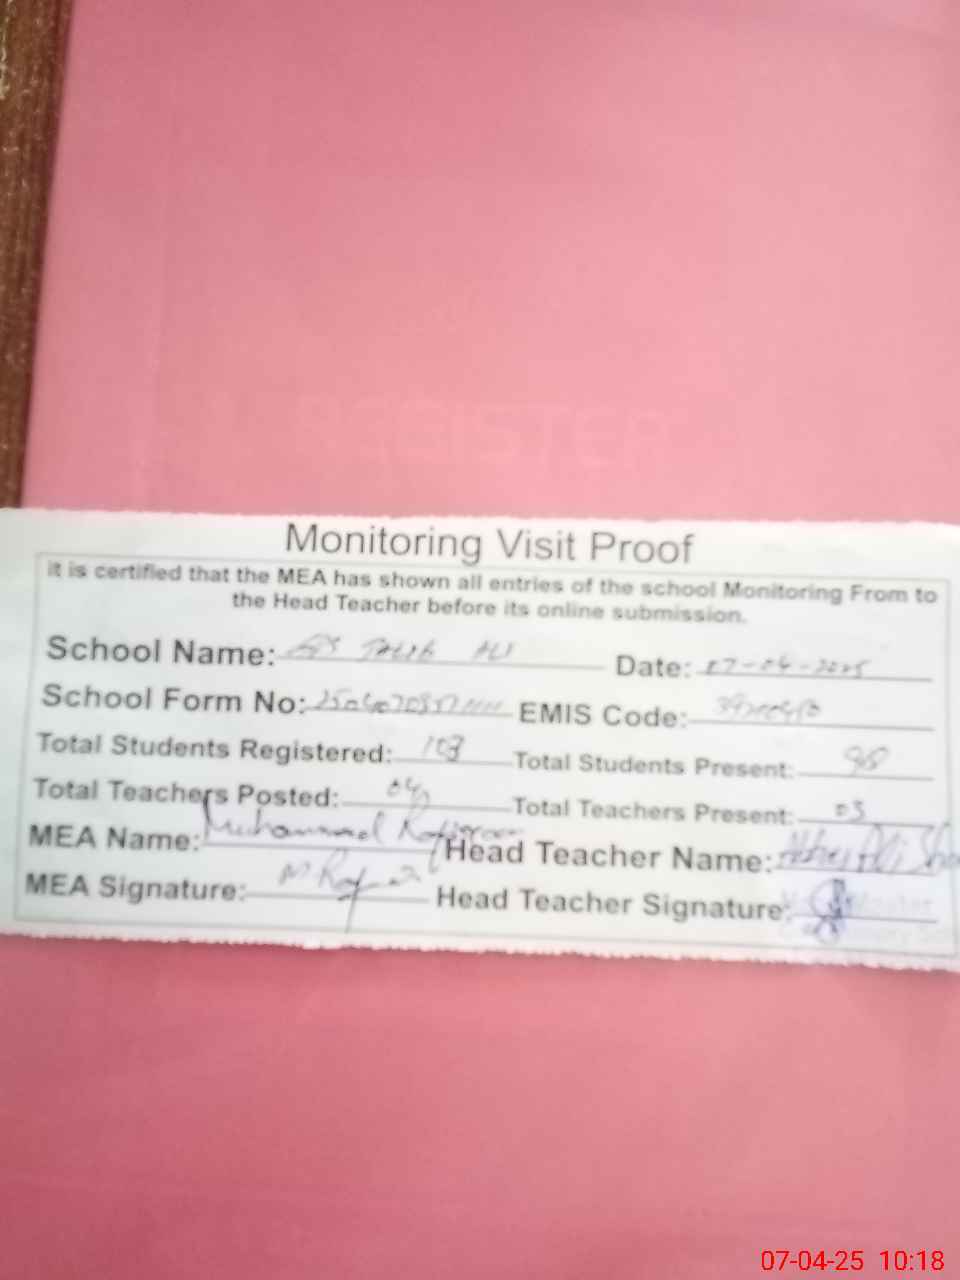 REGISTER
Monitoring Visit Proof
it is certified that the MEA has shown all entries of the school Monitoring From to
the Head Teacher before its online submission.
School Name: TALIB ALI Date: 07-04-2025
School Form No: EMIS Code:
Total Students Registered: 103 Total Students Present: 98
Total Teachers Posted: 04 Total Teachers Present: 03
MEA Name: Muhammad Head Teacher Name: Ali
MEA Signature: Head Teacher Signature:
07-04-25 10:18